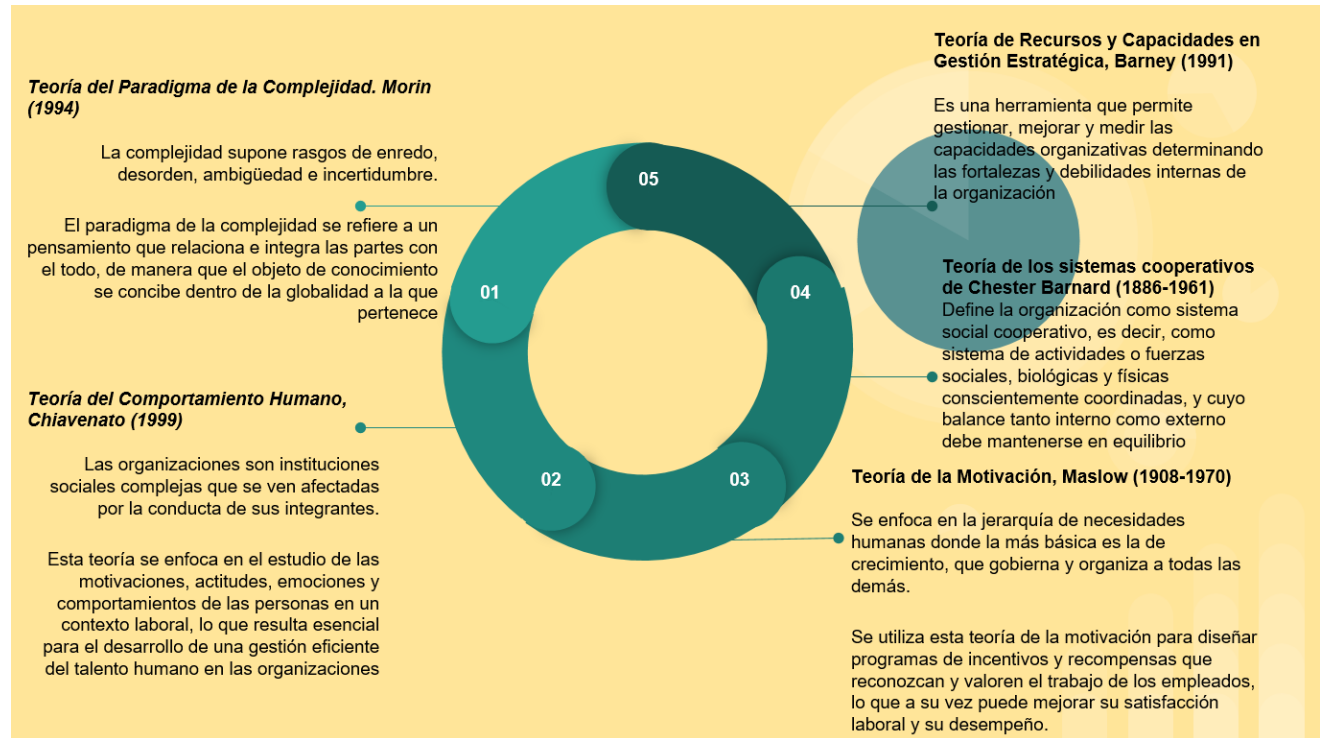 Teoría del Paradigma de la Complejidad. Morin
(1994)
La complejidad supone rasgos de enredo,
desorden, ambigüedad e incertidumbre.
El paradigma de la complejidad se refiere a un
pensamiento que relaciona e integra las partes con
el todo, de manera que el objeto de conocimiento
se concibe dentro de la globalidad a la que
pertenece
01
Teoría del Comportamiento Humano,
Chiavenato (1999)
Las organizaciones son instituciones
sociales complejas que se ven afectadas
por la conducta de sus integrantes.
Esta teoría se enfoca en el estudio de las
motivaciones, actitudes, emociones y
comportamientos de las personas en un
contexto laboral, lo que resulta esencial
para el desarrollo de una gestión eficiente
del talento humano en las organizaciones
02
03
Teoría de la Motivación, Maslow (1908-1970)
Se enfoca en la jerarquía de necesidades
humanas donde la más básica es la de
crecimiento, que gobierna y organiza a todas las
demás.
Se utiliza esta teoría de la motivación para diseñar
programas de incentivos y recompensas que
reconozcan y valoren el trabajo de los empleados,
lo que a su vez puede mejorar su satisfacción
laboral y su desempeño.
04
Teoría de los sistemas cooperativos
de Chester Barnard (1886-1961)
Define la organización como sistema
social cooperativo, es decir, como
sistema de actividades o fuerzas
sociales, biológicas y físicas
conscientemente coordinadas, y cuyo
balance tanto interno como externo
debe mantenerse en equilibrio
05
Teoría de Recursos y Capacidades en
Gestión Estratégica, Barney (1991)
Es una herramienta que permite
gestionar, mejorar y medir las
capacidades organizativas determinando
las fortalezas y debilidades internas de
la organización